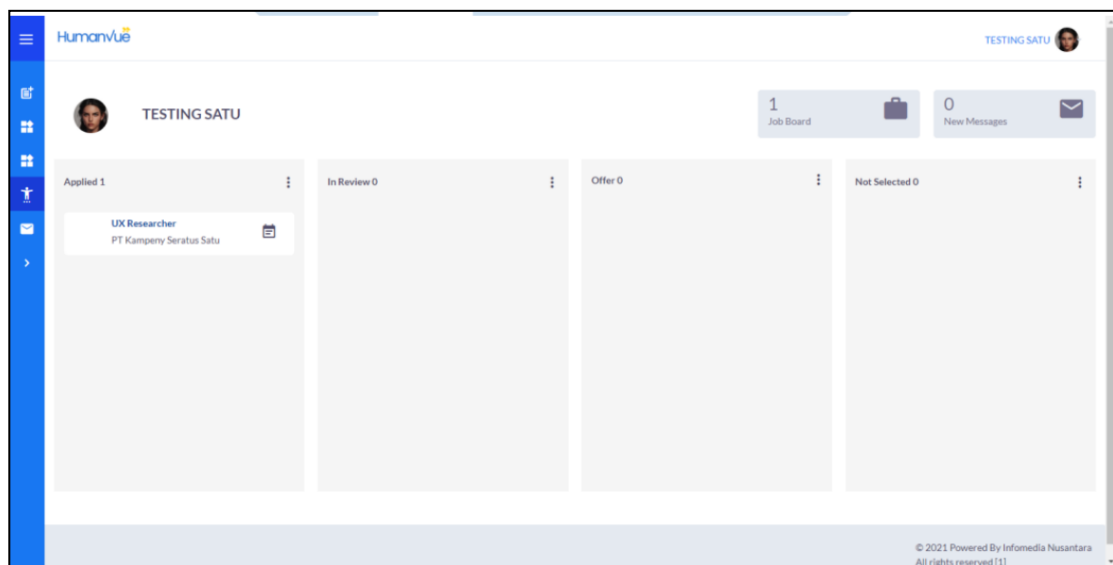 HumanVue
TESTING SATU
TESTING SATU
1
Job Board
0
New Messages
Applied 1
In Review 0
Offer 0
Not Selected 0
UX Researcher
PT Kampeny Seratus Satu
© 2021 Powered By Infomedia Nusantara
All rights reserved [1]